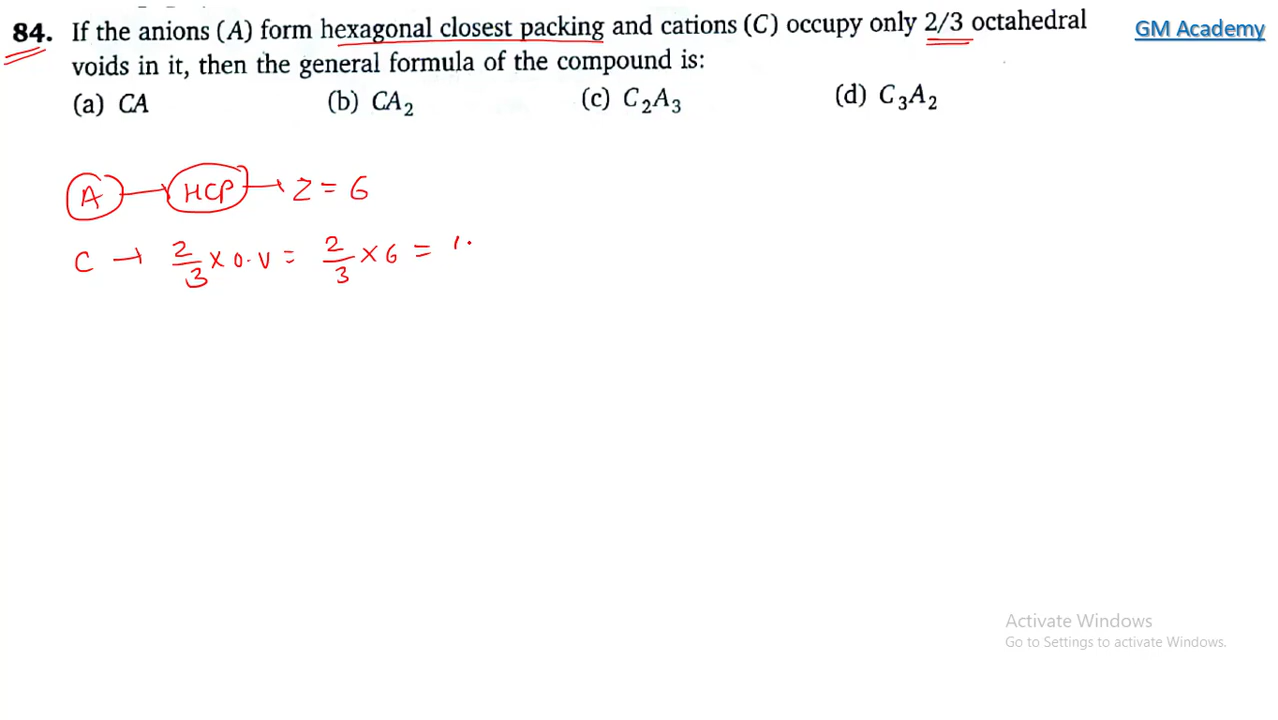 84. If the anions (A) form hexagonal closest packing and cations (C) occupy only 2/3 octahedral
GM Academy
voids in it, then the general formula of the compound is:
(a) CA (b) CA₂ (c) C₂A₃ (d) C₃A₂
A → HCP → Z = 6
C → 2/3 × O.V = 2/3 × 6 =
Activate Windows
Go to Settings to activate Windows.